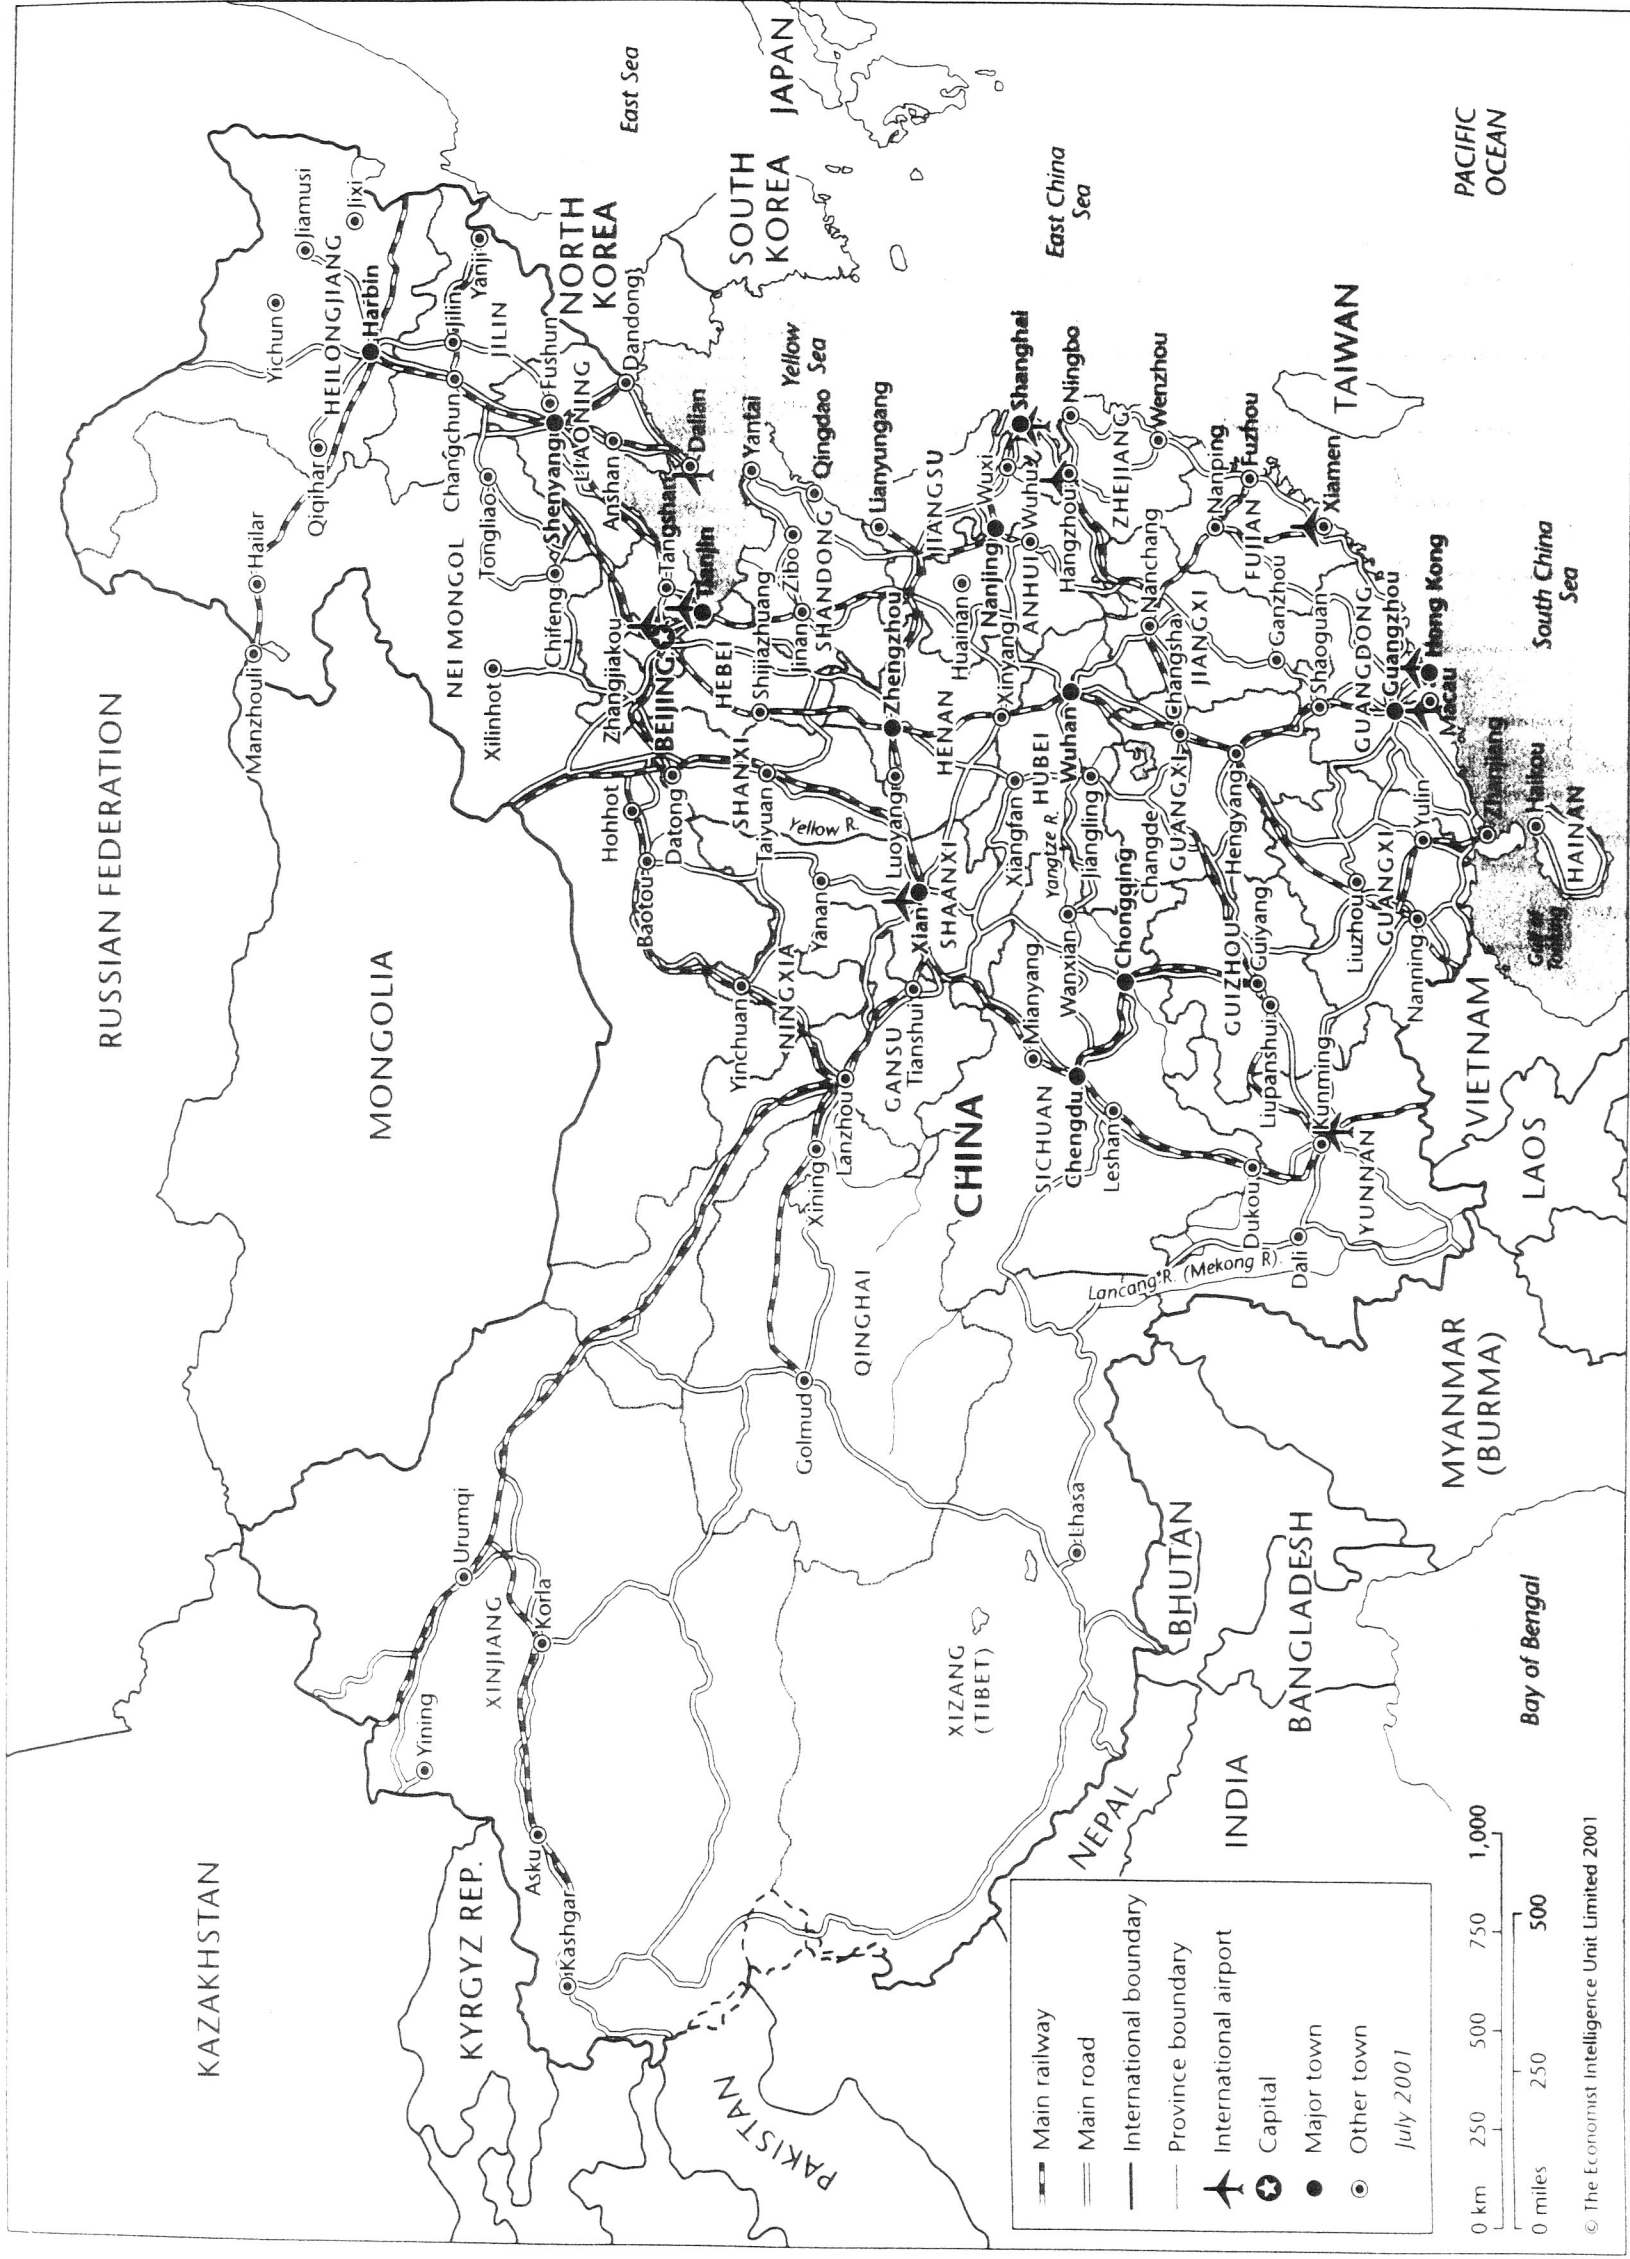 RUSSIAN FEDERATION
KAZAKHSTAN
MONGOLIA
KYRGYZ REP.
PAKISTAN
NEPAL
INDIA
BHUTAN
BANGLADESH
MYANMAR
(BURMA)
LAOS
VIETNAM
TAIWAN
NORTH
KOREA
SOUTH
KOREA
JAPAN
CHINA
East Sea
Yellow
Sea
East China
Sea
PACIFIC
OCEAN
South China
Sea
Gulf of
Tonking
Bay of Bengal
Yichun
Jiamusi
Jixi
HEILONGJIANG
Harbin
Qiqihar
Hailar
Manzhouli
Jilin
Yanji
JILIN
Changchun
Tongliao
NEI MONGOL
Fushun
LIAONING
Shenyang
Anshan
Dandong
Dalian
Chifeng
Xilinhot
Zhangjiakou
BEIJING
Tangshan
Tianjin
HEBEI
Shijiazhuang
Yantai
Qingdao
Zibo
Jinan
SHANDONG
Lianyungang
JIANGSU
Hohhot
Datong
Baotou
SHANXI
Taiyuan
Yellow R.
Yanan
Luoyang
Zhengzhou
HENAN
Huainan
Xinyang
Nanjing
ANHUI
Wuxi
Wuhu
Shanghai
Ningbo
Hangzhou
ZHEJIANG
Wenzhou
Yinchuan
NINGXIA
Lanzhou
Xining
GANSU
Tianshui
Xian
SHAANXI
Xiangfan
HUBEI
Yangtze R.
Wuhan
Jiangling
Changde
GUANGXI
Changsha
Nanchang
JIANGXI
Nanping
Fuzhou
FUJIAN
Xiamen
Ganzhou
Shaoguan
GUANGDONG
Guangzhou
Hong Kong
Macau
Hengyang
Mianyang
Wanxian
Chongqing
SICHUAN
Chengdu
Leshan
GUIZHOU
Guiyang
Liupanshui
Liuzhou
GUANGXI
Yulin
Nanning
Zhanjiang
Haikou
HAINAN
Kunming
YUNNAN
Dukou
Dali
Lancang R. (Mekong R).
QINGHAI
Golmud
Urumqi
Korla
XINJIANG
Yining
Asku
Kashgar
XIZANG
(TIBET)
Lhasa
Main railway
Main road
International boundary
Province boundary
International airport
Capital
Major town
Other town
July 2001
0 km 250 500 750 1,000
0 miles 250 500
© The Economist Intelligence Unit Limited 2001